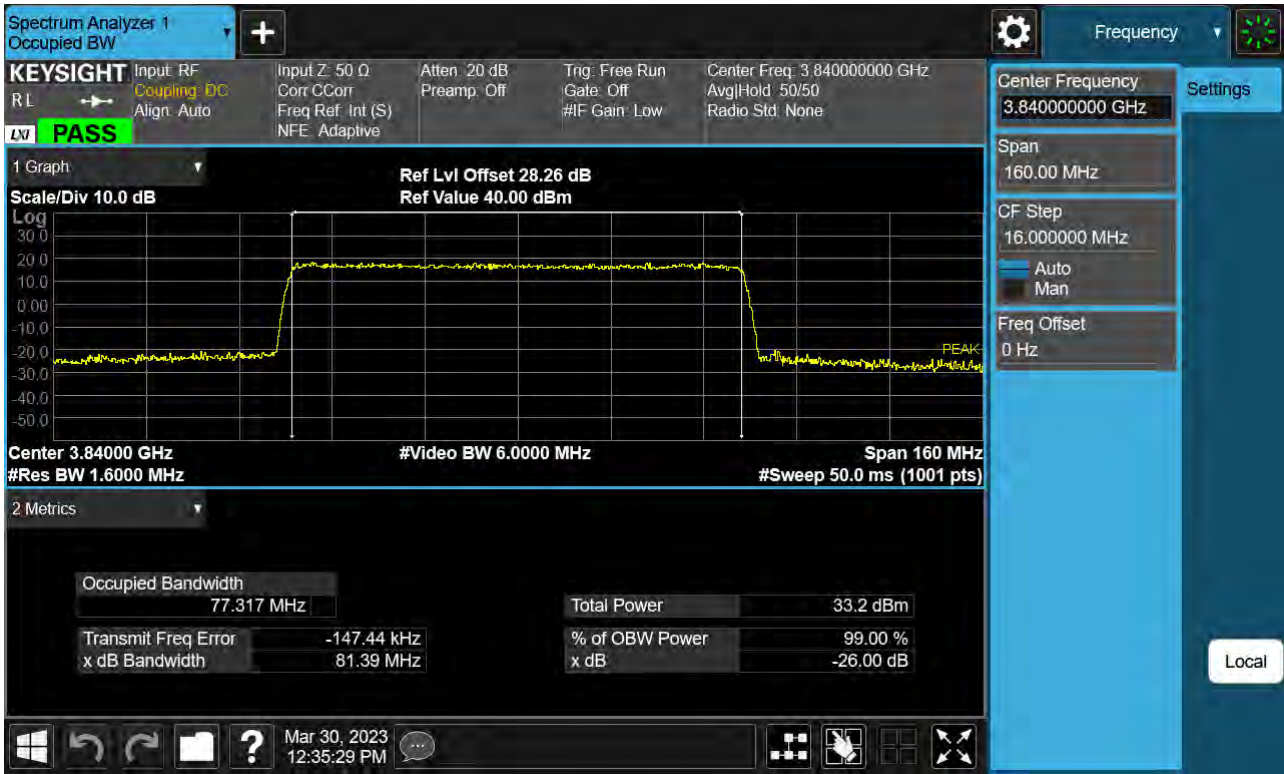 Spectrum Analyzer 1
Occupied BW
Frequency
KEYSIGHT
RL
LXI
PASS
Input: RF
Coupling: DC
Align: Auto
Input Z: 50 Ω
Corr CCorr
Freq Ref: Int (S)
NFE: Adaptive
Atten: 20 dB
Preamp: Off
Trig: Free Run
Gate: Off
#IF Gain: Low
Center Freq: 3.840000000 GHz
Avg|Hold: 50/50
Radio Std: None
1 Graph
Scale/Div 10.0 dB
Ref Lvl Offset 28.26 dB
Ref Value 40.00 dBm
Log
30.0
20.0
10.0
0.00
-10.0
-20.0
-30.0
-40.0
-50.0
PEAK
Center 3.84000 GHz
#Video BW 6.0000 MHz
Span 160 MHz
#Res BW 1.6000 MHz
#Sweep 50.0 ms (1001 pts)
2 Metrics
Occupied Bandwidth
77.317 MHz
Transmit Freq Error -147.44 kHz
x dB Bandwidth 81.39 MHz
Total Power 33.2 dBm
% of OBW Power 99.00 %
x dB -26.00 dB
Center Frequency
3.840000000 GHz
Span
160.00 MHz
CF Step
16.000000 MHz
Auto
Man
Freq Offset
0 Hz
Settings
Local
?
Mar 30, 2023
12:35:29 PM